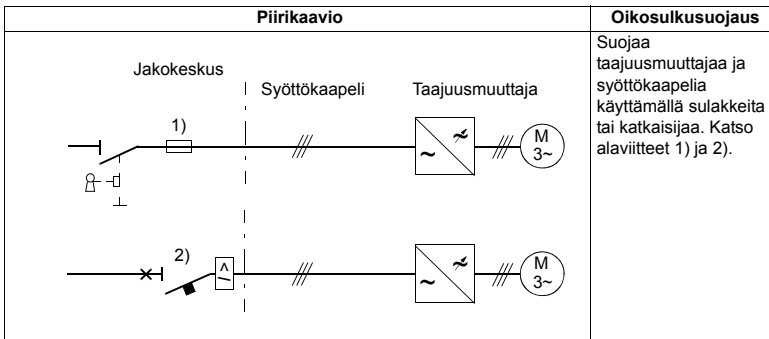 Piirikaavio
Oikosulkusuojaus
Jakokeskus
Syöttökaapeli
Taajuusmuuttaja
1)
M
3~
~
2)
M
3~
~
Suojaa
taajuusmuuttajaa ja
syöttökaapelia
käyttämällä sulakkeita
tai katkaisijaa. Katso
alaviitteet 1) ja 2).